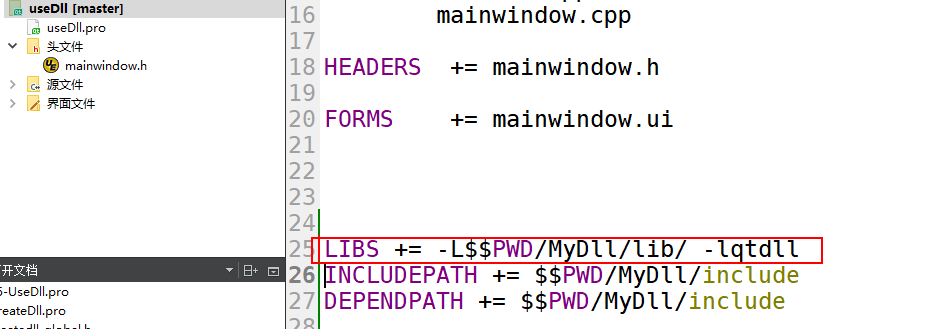 useDll [master]
useDll.pro
头文件
mainwindow.h
源文件
界面文件
打开文档
-UseDll.pro
reateDll.pro
16 mainwindow.cpp
17
18 HEADERS += mainwindow.h
19
20 FORMS += mainwindow.ui
21
22
23
24
25 LIBS += -L$$PWD/MyDll/lib/ -lqtdll
26 INCLUDEPATH += $$PWD/MyDll/include
27 DEPENDPATH += $$PWD/MyDll/include
28